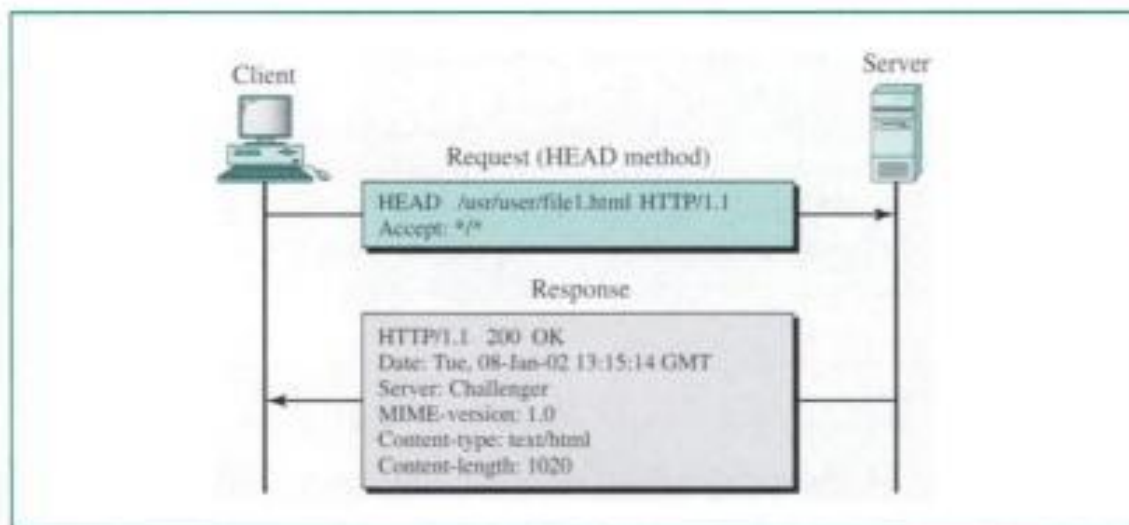 Client
Server
Request (HEAD method)
HEAD /usr/user/file1.html HTTP/1.1
Accept: */*
Response
HTTP/1.1 200 OK
Date: Tue, 08-Jan-02 13:15:14 GMT
Server: Challenger
MIME-version: 1.0
Content-type: text/html
Content-length: 1020